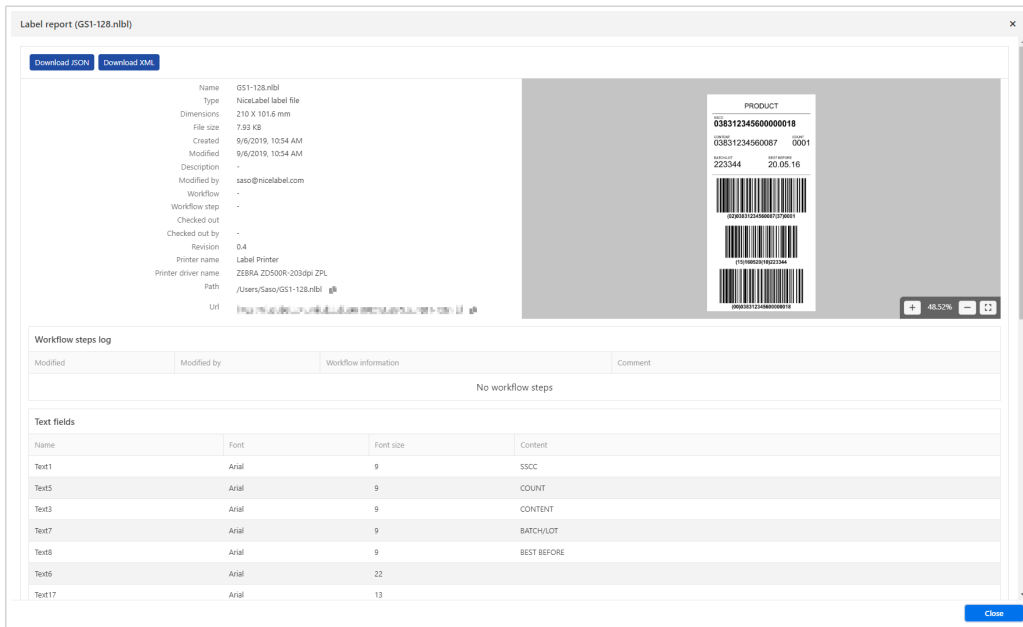 Label report (GS1-128.nlbl)
Download JSON Download XML
Name GS1-128.nlbl
Type NiceLabel label file
Dimensions 210 X 101.6 mm
File size 7.93 KB
Created 9/6/2019, 10:54 AM
Modified 9/6/2019, 10:54 AM
Description -
Modified by saso@nicelabel.com
Workflow -
Workflow step -
Checked out
Checked out by -
Revision 0.4
Printer name Label Printer
Printer driver name ZEBRA ZD500R-203dpi ZPL
Path /Users/Saso/GS1-128.nlbl
Url
PRODUCT
SSCC
038312345600000018
CONTENT COUNT
03831234560087 0001
BATCH/LOT BEST BEFORE
223344 20.05.16
(02)03831234560087(37)0001
(15)160520(10)223344
(00)038312345600000018
48.52%
Workflow steps log
Modified Modified by Workflow information Comment
No workflow steps
Text fields
Name Font Font size Content
Text1 Arial 9 SSCC
Text5 Arial 9 COUNT
Text3 Arial 9 CONTENT
Text7 Arial 9 BATCH/LOT
Text8 Arial 9 BEST BEFORE
Text6 Arial 22
Text17 Arial 13
Close